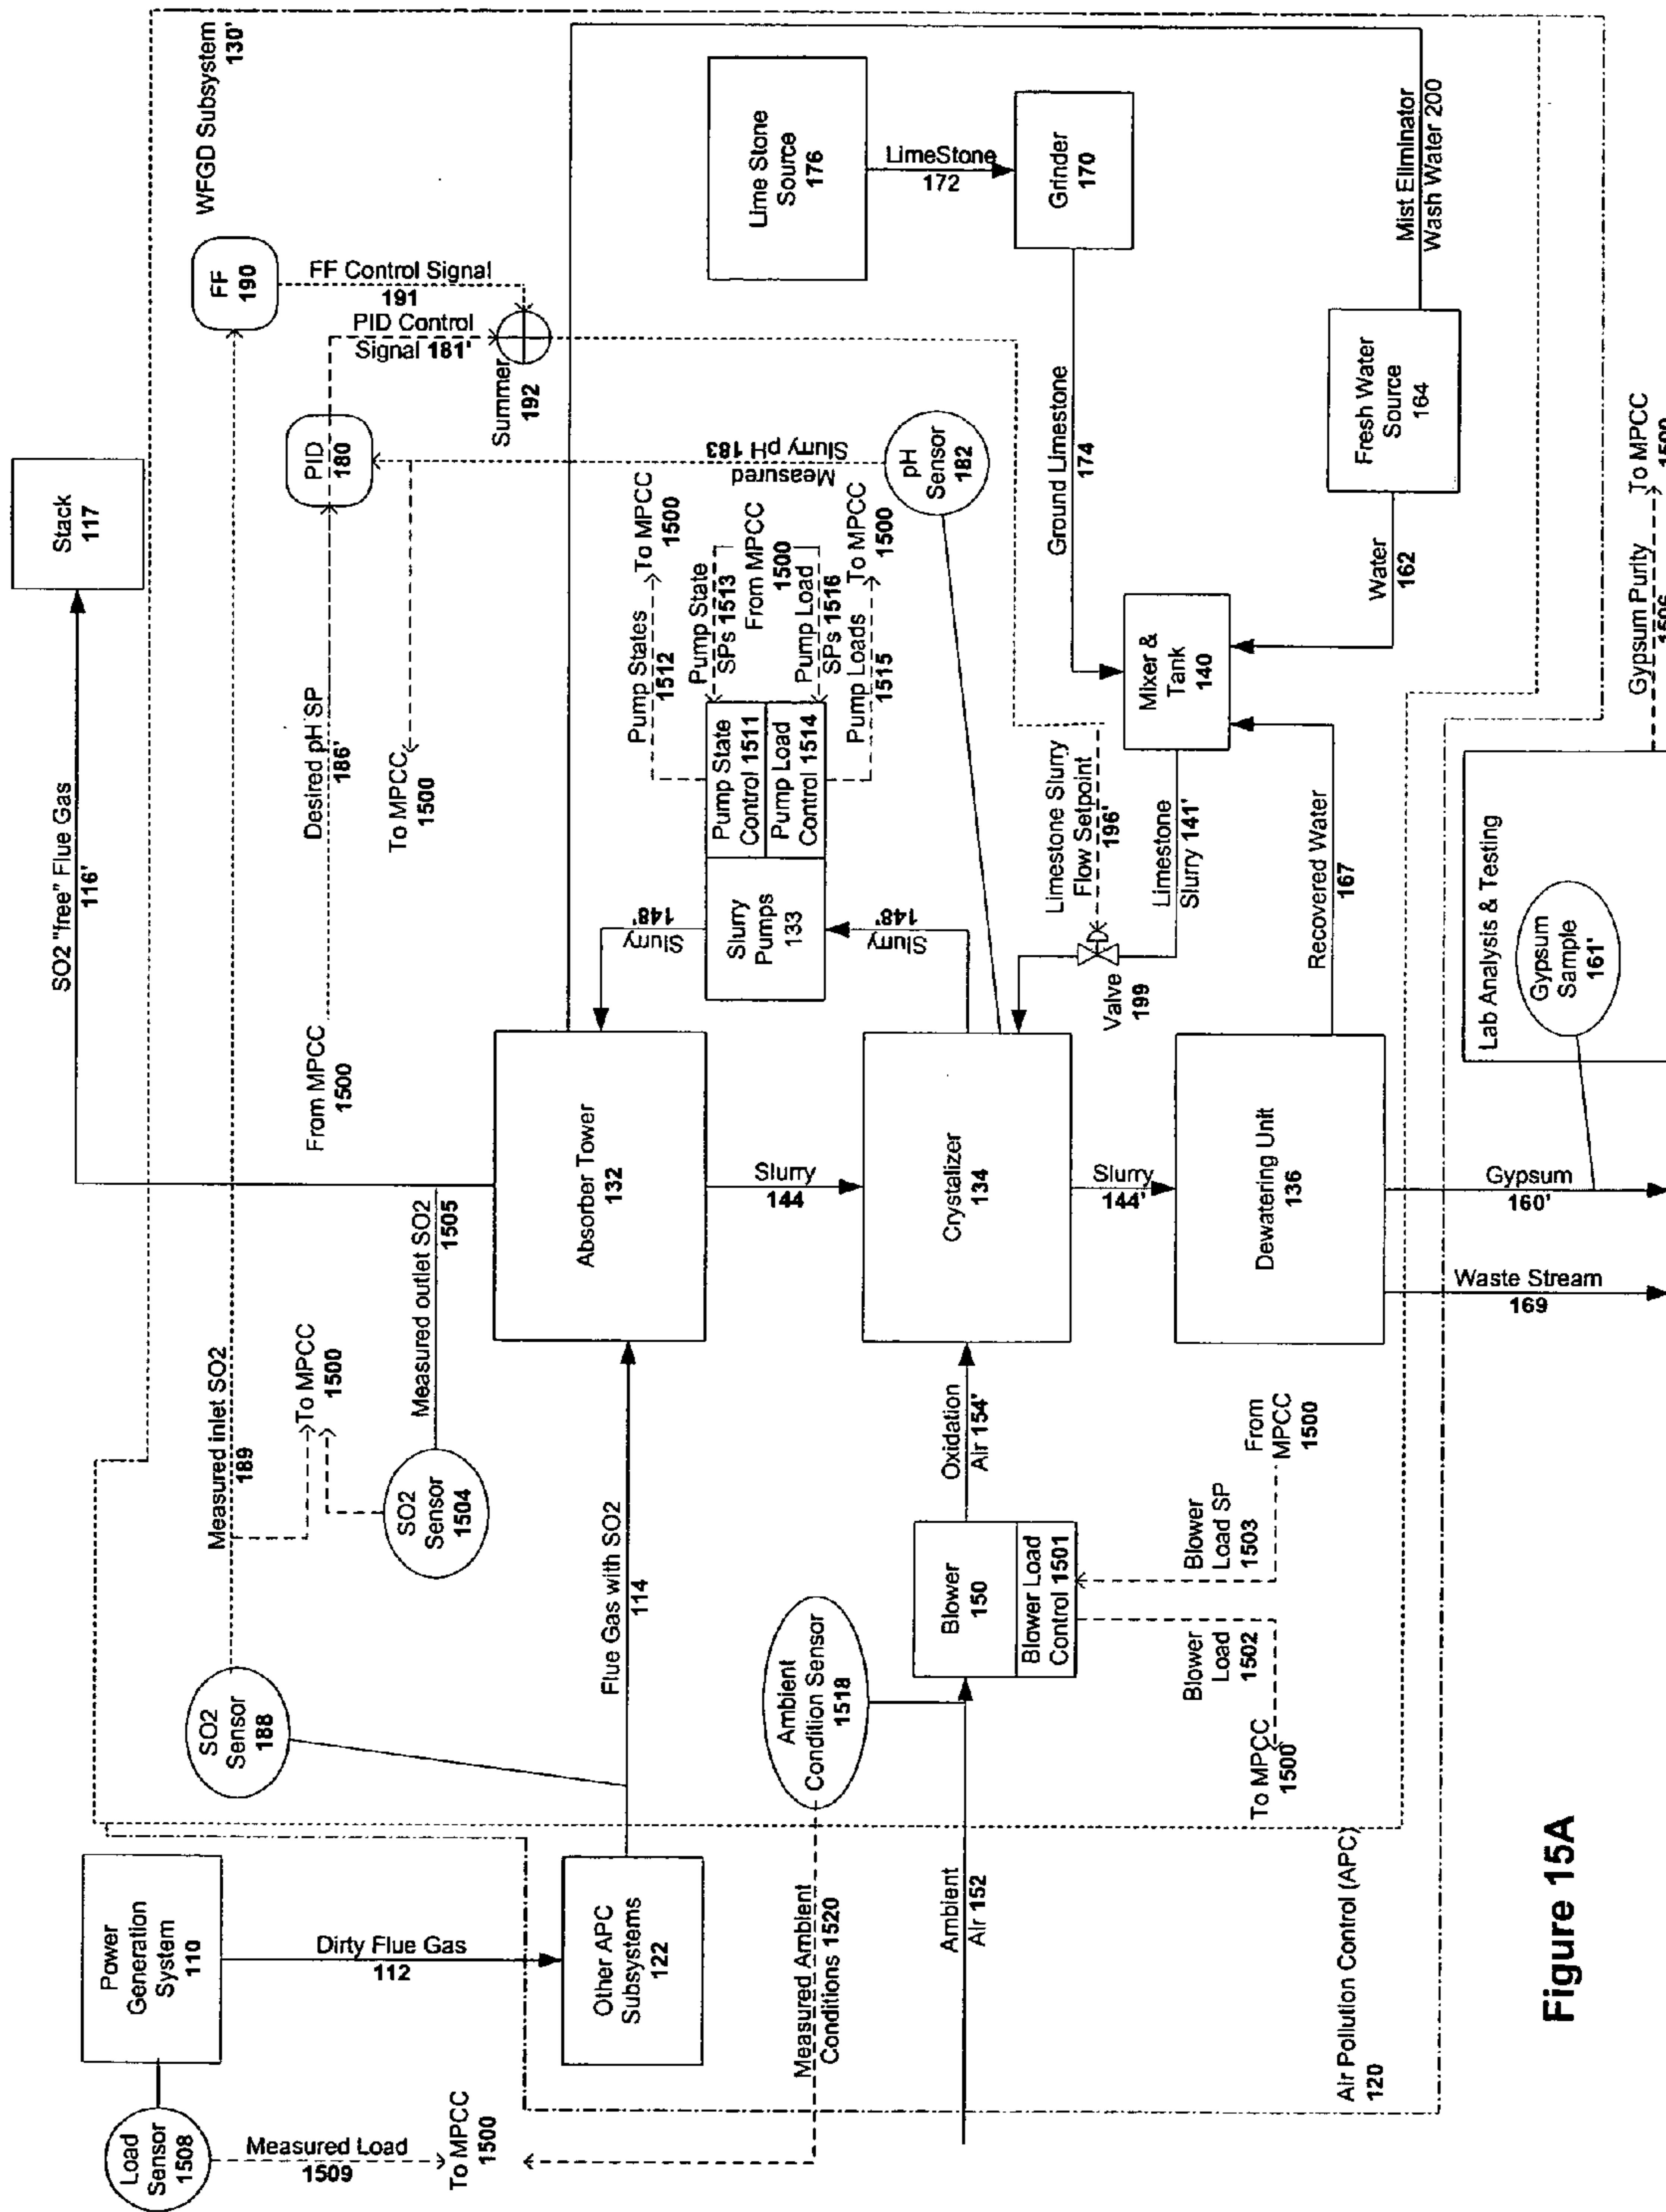 Load
Sensor
1508
Measured Load
1509
To MPCC
1500
Power
Generation
System
110
Dirty Flue Gas
112
Other APC
Subsystems
122
Measured Ambient
Conditions 1520
Ambient
Air 152
Air Pollution Control (APC)
120
SO2
Sensor
188
Measured inlet SO2
189
To MPCC
1500
SO2
Sensor
1504
Measured outlet SO2
1505
Flue Gas with SO2
114
Ambient
Condition Sensor
1518
Blower
150
Blower Load
Control 1501
Oxidation
Air 154'
Blower
Load
1502
To MPCC
1500
Blower
Load SP
1503
From
MPCC
1500
SO2 "free" Flue Gas
116'
Stack
117
From MPCC
1500
Desired pH SP
186'
To MPCC
1500
PID
180
FF
190
WFGD Subsystem
130'
FF Control Signal
191
PID Control
Signal 181'
Summer
192
Absorber Tower
132
Slurry
144
Crystalizer
134
Slurry
144'
Dewatering Unit
136
Waste Stream
169
Gypsum
160'
Slurry
148'
Slurry
148'
Slurry
Pumps
133
Pump State
Control 1511
Pump Load
Control 1514
Pump States
1512
To MPCC
1500
Pump State
SPs 1513
From MPCC
1500
Pump Load
SPs 1516
Pump Loads
1515
To MPCC
1500
Measured
Slurry pH 183
pH
Sensor
182
Valve
199
Limestone Slurry
Flow Setpoint
196'
Limestone
Slurry 141'
Recovered Water
167
Mixer &
Tank
140
Ground Limestone
174
Water
162
Lime Stone
Source
176
LimeStone
172
Grinder
170
Fresh Water
Source
164
Mist Eliminator
Wash Water 200
Lab Analysis & Testing
Gypsum
Sample
161'
Gypsum Purity
1506
To MPCC
1500
Figure 15A